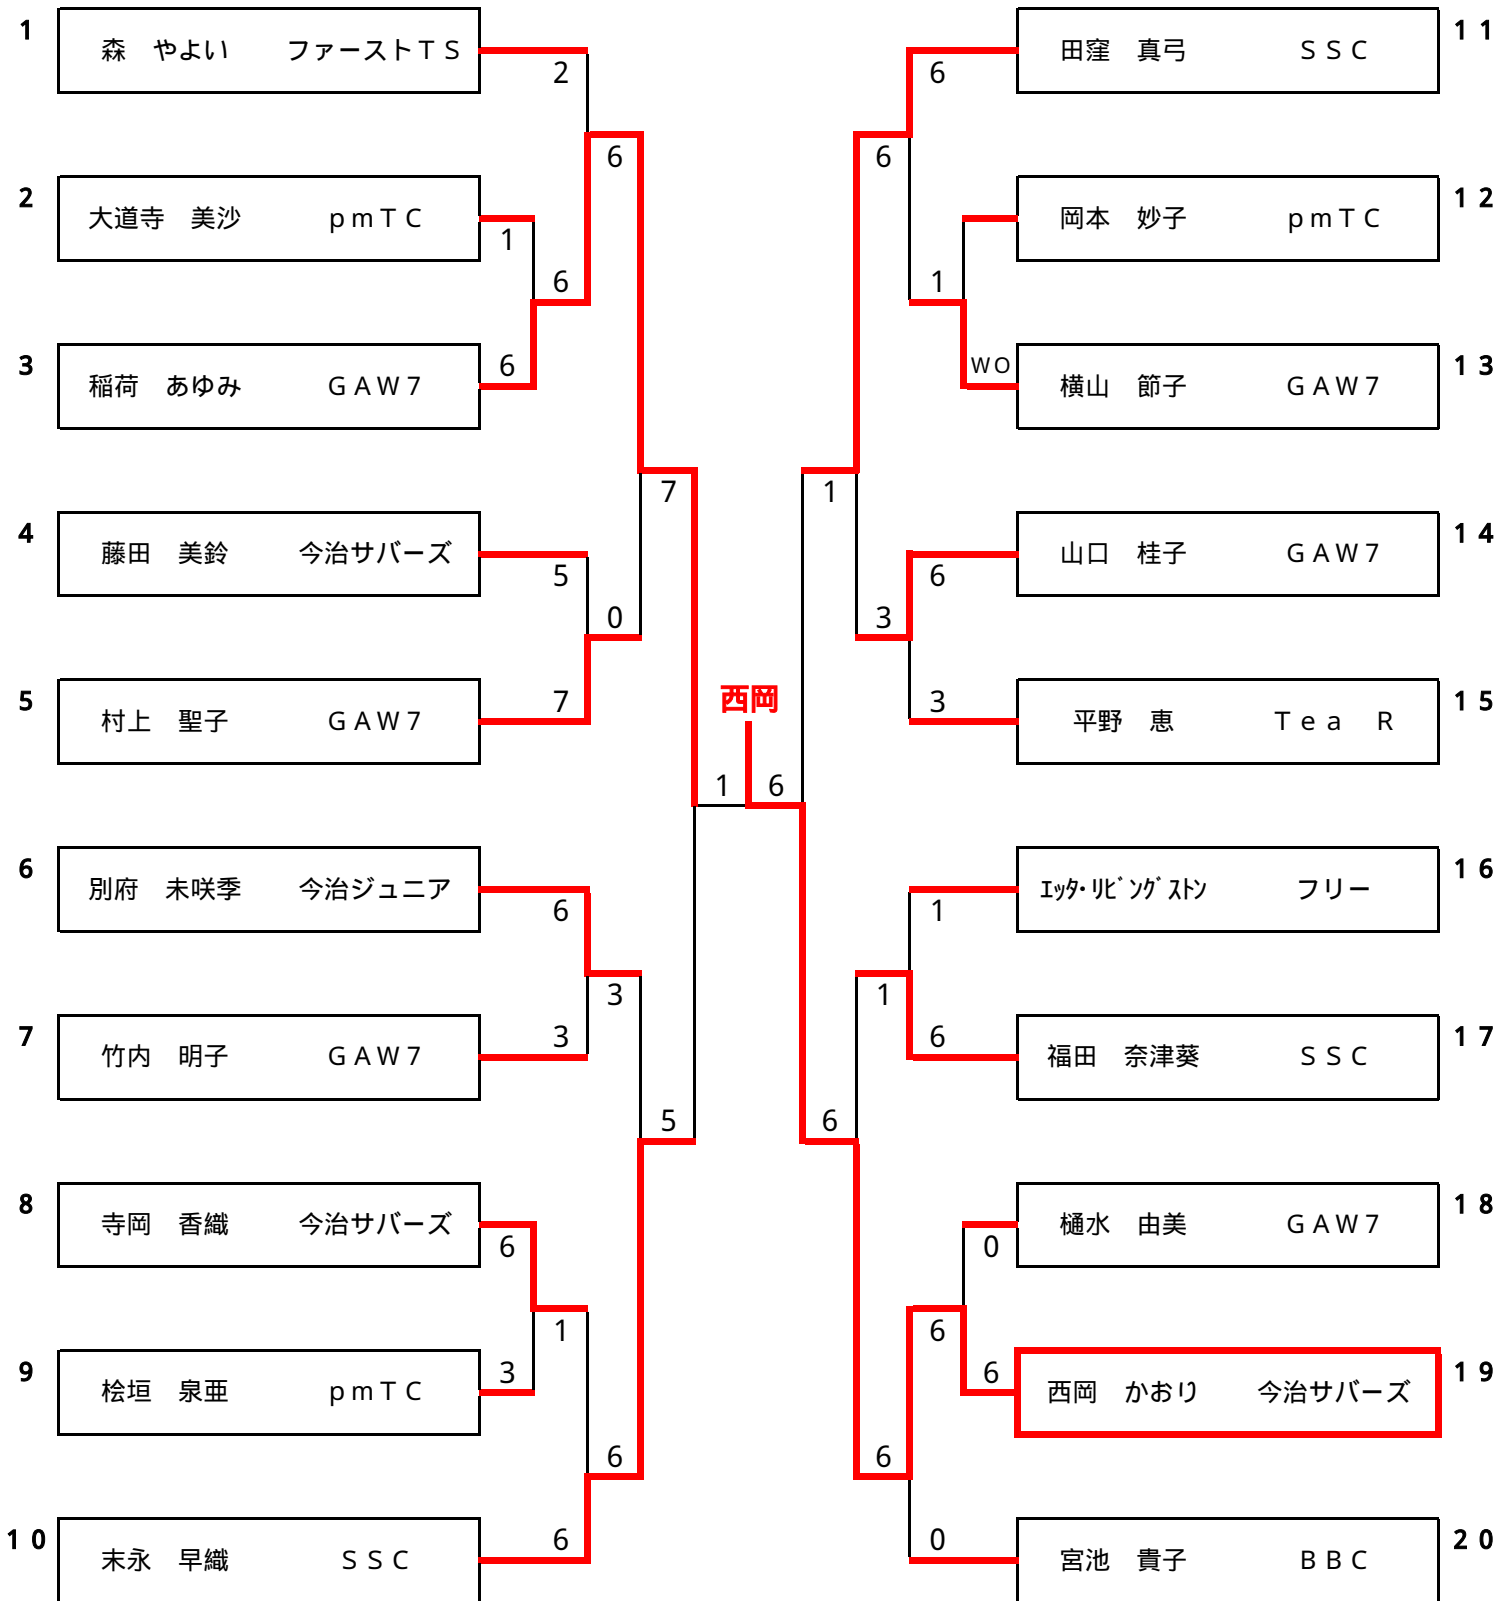 1 森　やよい ファーストＴＳ
2
2 大道寺　美沙 ｐｍＴＣ
1
6
6
3 稲荷　あゆみ ＧＡＷ７
6
7
4 藤田　美鈴 今治サバーズ
5
0
5 村上　聖子 ＧＡＷ７
7
西岡
1 6
6 別府　未咲季 今治ジュニア
6
3
7 竹内　明子 ＧＡＷ７
3
5
8 寺岡　香織 今治サバーズ
6
1
9 桧垣　泉亜 ｐｍＴＣ
3
6
10 末永　早織 ＳＳＣ
6
田窪　真弓 ＳＳＣ 11
6
6
岡本　妙子 ｐｍＴＣ 12
1
WO
横山　節子 ＧＡＷ７ 13
1
山口　桂子 ＧＡＷ７ 14
6
3
平野　恵 Ｔｅａ　Ｒ 15
3
ｴｯﾀ・ﾘﾋﾞﾝｸﾞｽﾄﾝ フリー 16
1
1
福田　奈津葵 ＳＳＣ 17
6
6
樋水　由美 ＧＡＷ７ 18
0
6
西岡　かおり 今治サバーズ 19
6
6
宮池　貴子 ＢＢＣ 20
0